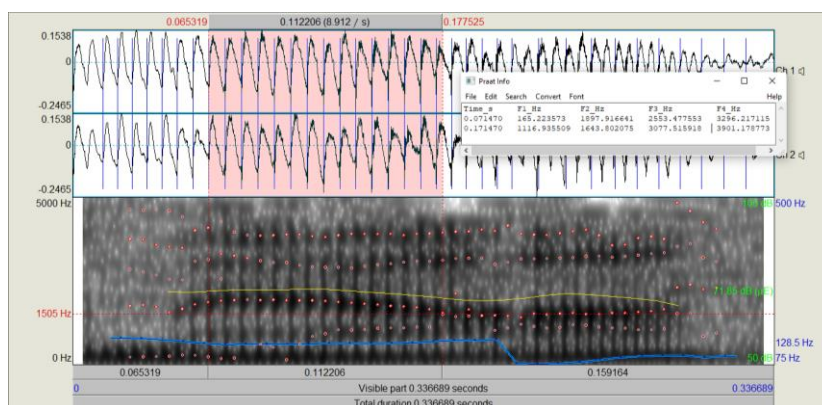 0.065319 0.112206 (8.912 / s) 0.177525
0.1538
0
-0.2465
0.1538
0
-0.2465
Ch 1
Ch 2
Praat Info
File Edit Search Convert Font Help
Time_s F1_Hz F2_Hz F3_Hz F4_Hz
0.071470 165.223573 1897.916641 2553.477553 3296.217115
0.171470 1116.935509 1643.802075 3077.515918 3901.178773
5000 Hz 100 dB 500 Hz
1505 Hz
0 Hz 50 dB 75 Hz
128.5 Hz
0.065319 0.112206 0.159164
0 Visible part 0.336689 seconds 0.336689
Total duration 0.336689 seconds